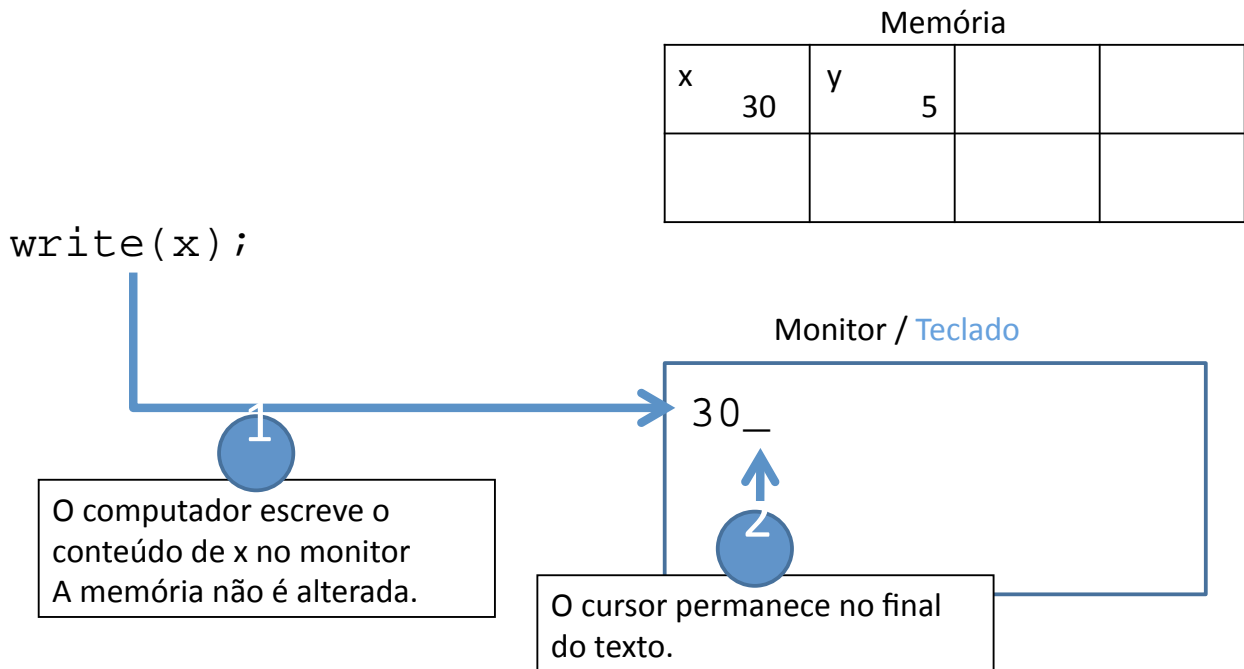 Memória
x
30
y
5
write(x);
Monitor / Teclado
30_
1
O computador escreve o
conteúdo de x no monitor
A memória não é alterada.
2
O cursor permanece no final
do texto.